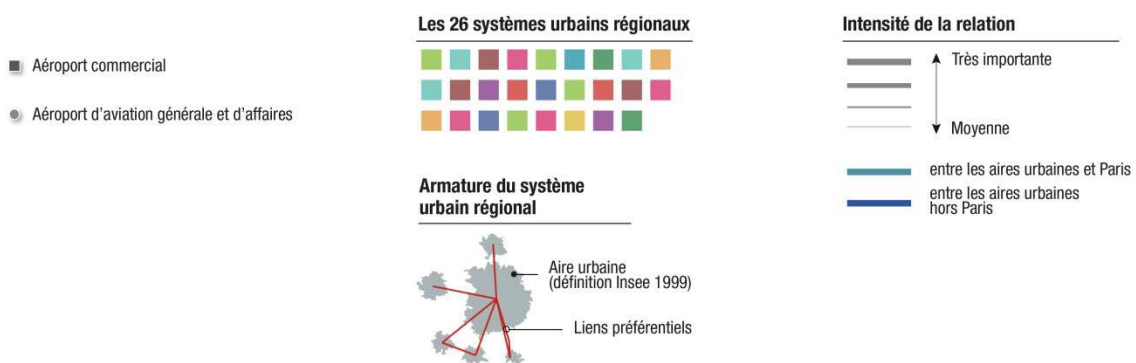 Aéroport commercial
Aéroport d'aviation générale et d'affaires
Les 26 systèmes urbains régionaux
Armature du système
urbain régional
Aire urbaine
(définition Insee 1999)
Liens préférentiels
Intensité de la relation
Très importante
Moyenne
entre les aires urbaines et Paris
entre les aires urbaines
hors Paris